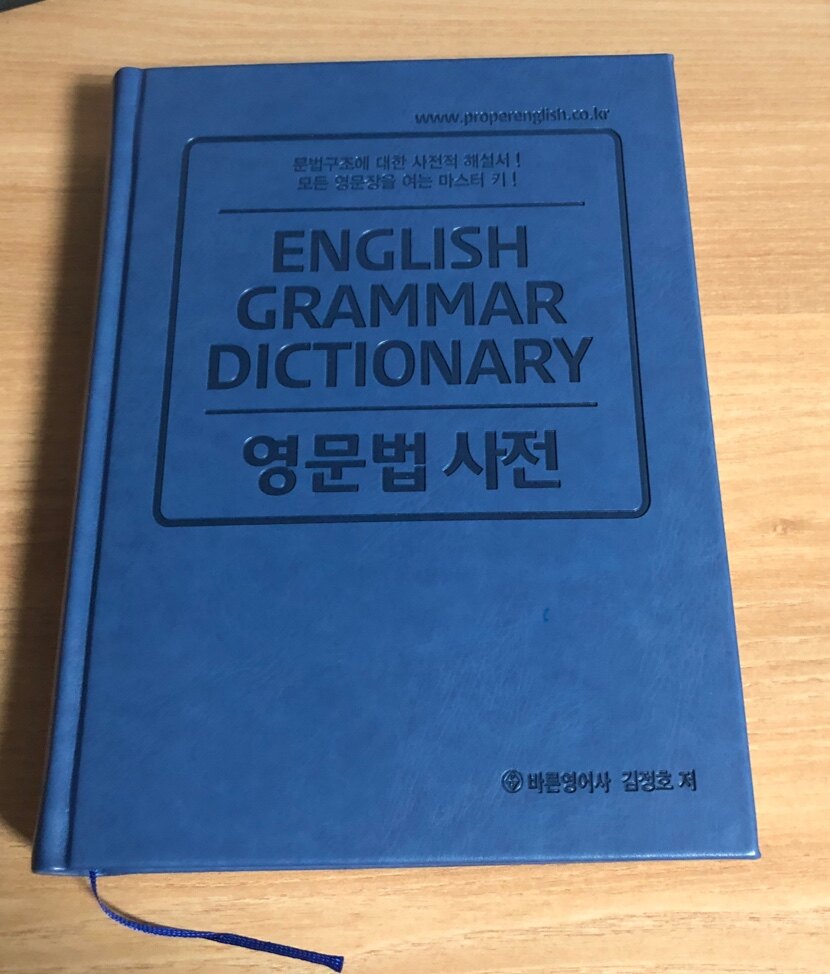 www.properenglish.co.kr
문법구조에 대한 사전적 해설서!
모든 영문장을 여는 마스터 키!
ENGLISH
GRAMMAR
DICTIONARY
영문법 사전
바른영어사 김정호 저